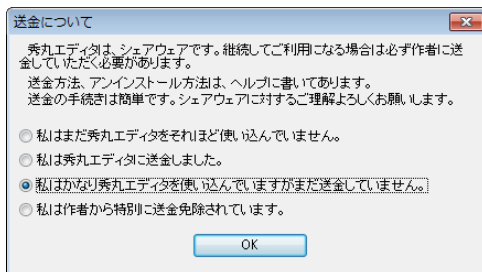 送金について
秀丸エディタは、シェアウェアです。継続してご利用になる場合は必ず作者に送
金していただく必要があります。
送金方法、アンインストール方法は、ヘルプに書いてあります。
送金の手続きは簡単です。シェアウェアに対するご理解よろしくお願いします。
私はまだ秀丸エディタをそれほど使い込んでいません。
私は秀丸エディタに送金しました。
私はかなり秀丸エディタを使い込んでいますがまだ送金していません。
私は作者から特別に送金免除されています。
OK